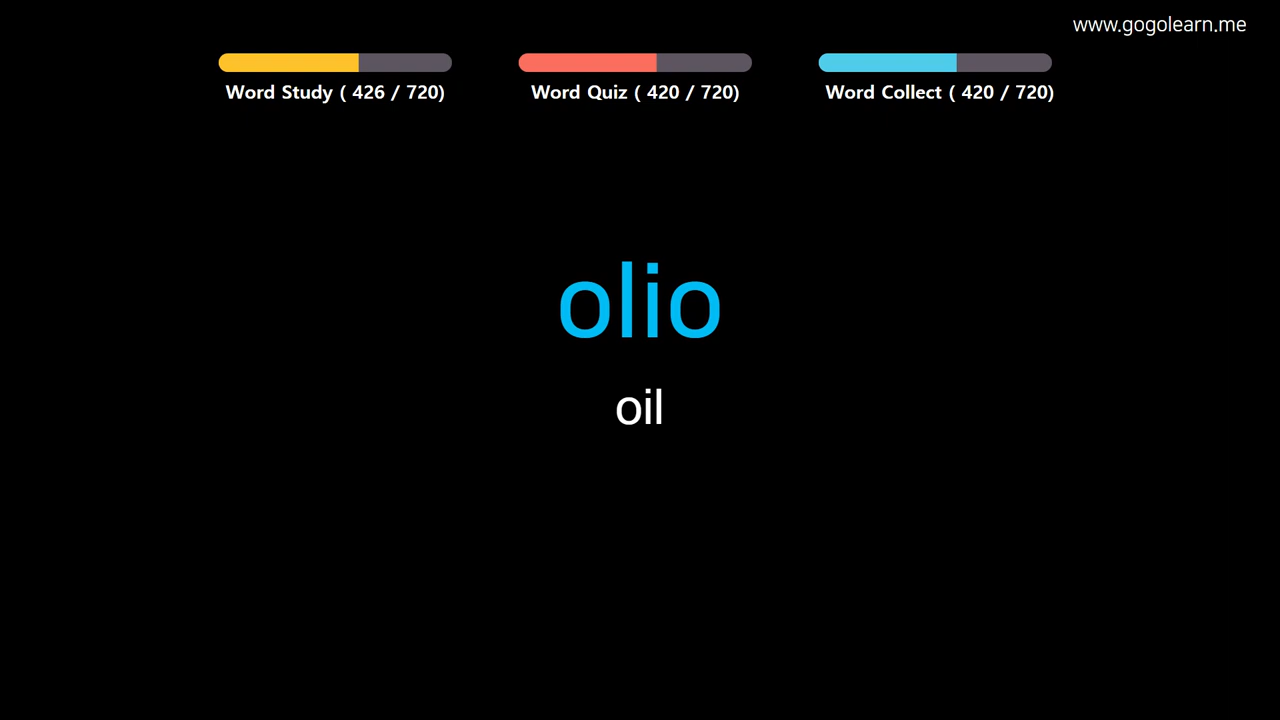 www.gogolearn.me
Word Study ( 426 / 720)
Word Quiz ( 420 / 720)
Word Collect ( 420 / 720)
olio
oil